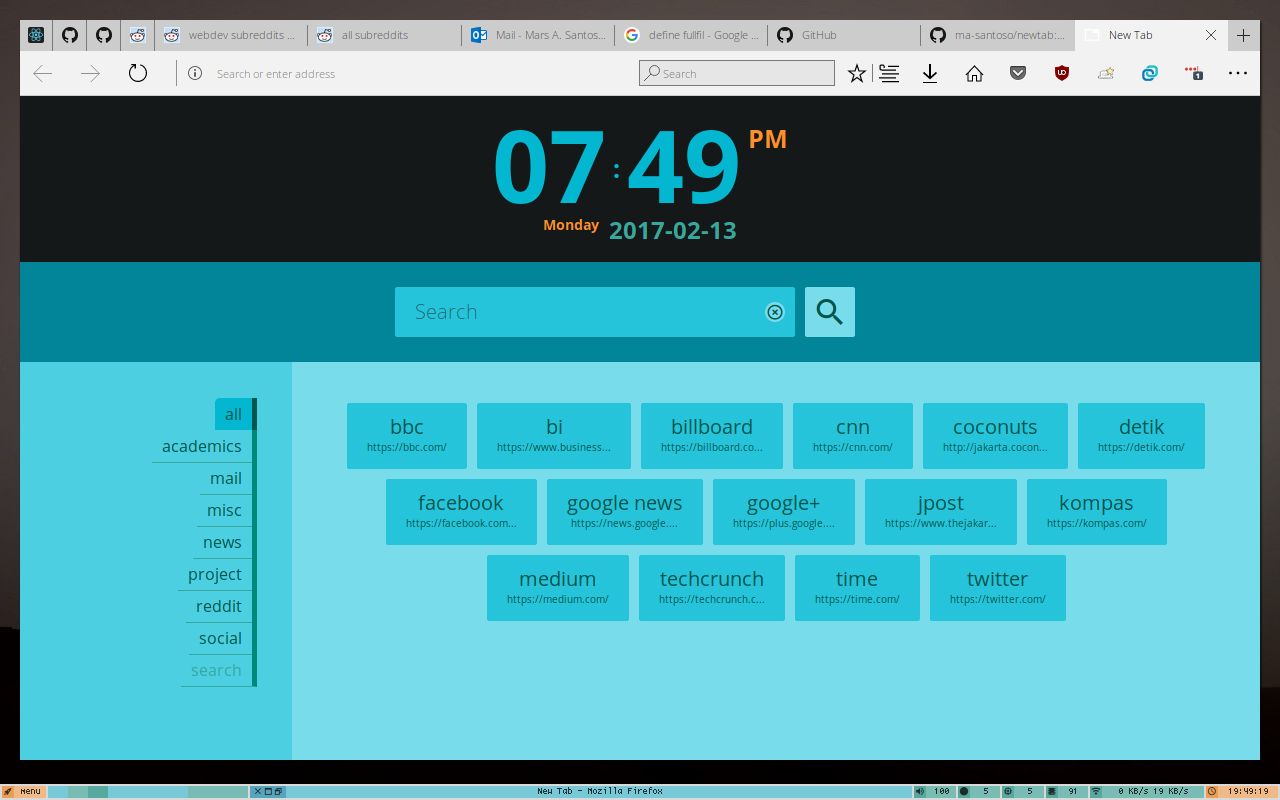 webdev subreddits ...
all subreddits
Mail - Mars A. Santos...
define fullfil - Google ...
GitHub
ma-santoso/newtab:...
New Tab
Search or enter address
Search
1
07:49 PM
Monday 2017-02-13
Search
all
academics
mail
misc
news
project
reddit
social
search
bbc
https://bbc.com/
bi
https://www.business...
billboard
https://billboard.co...
cnn
https://cnn.com/
coconuts
http://jakarta.cocon...
detik
https://detik.com/
facebook
https://facebook.com...
google news
https://news.google....
google+
https://plus.google....
jpost
https://www.thejakar...
kompas
https://kompas.com/
medium
https://medium.com/
techcrunch
https://techcrunch.c...
time
https://time.com/
twitter
https://twitter.com/
Menu
New Tab - Mozilla Firefox
100
5
5
91
0 KB/s 19 KB/s
19:49:19